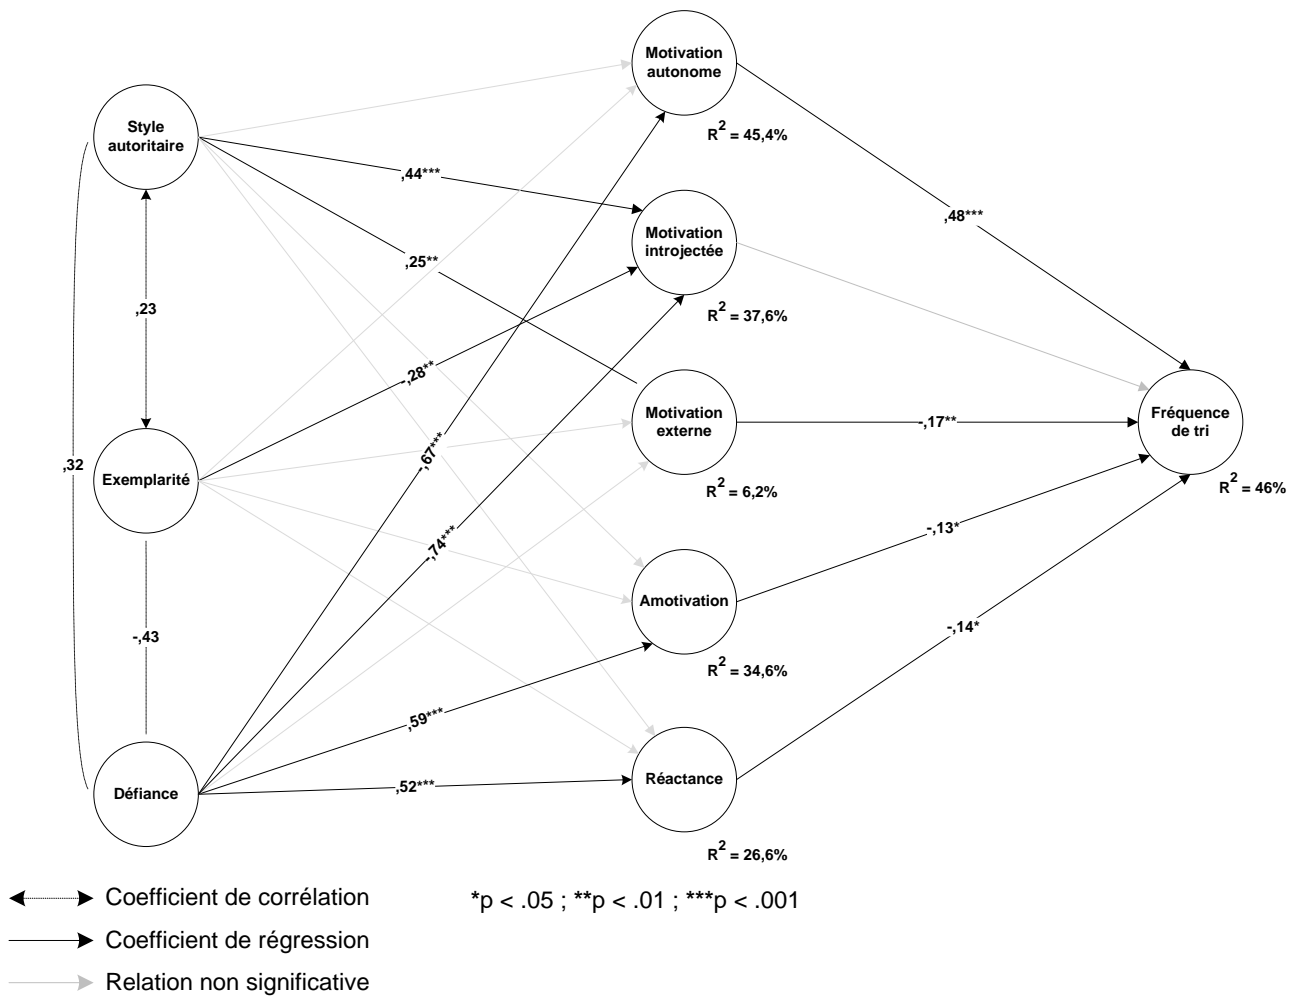 Motivation
autonome
R2 = 45,4%
Style
autoritaire
,44***
Motivation
introjectée
R2 = 37,6%
,48***
,25**
,23
-,28**
Motivation
externe
R2 = 6,2%
-,17**
Fréquence
de tri
R2 = 46%
,32
Exemplarité
-,67***
-,74***
-,13*
Amotivation
R2 = 34,6%
-,43
-,14*
,59***
Défiance
,52***
Réactance
R2 = 26,6%
Coefficient de corrélation
*p < .05 ; **p < .01 ; ***p < .001
Coefficient de régression
Relation non significative